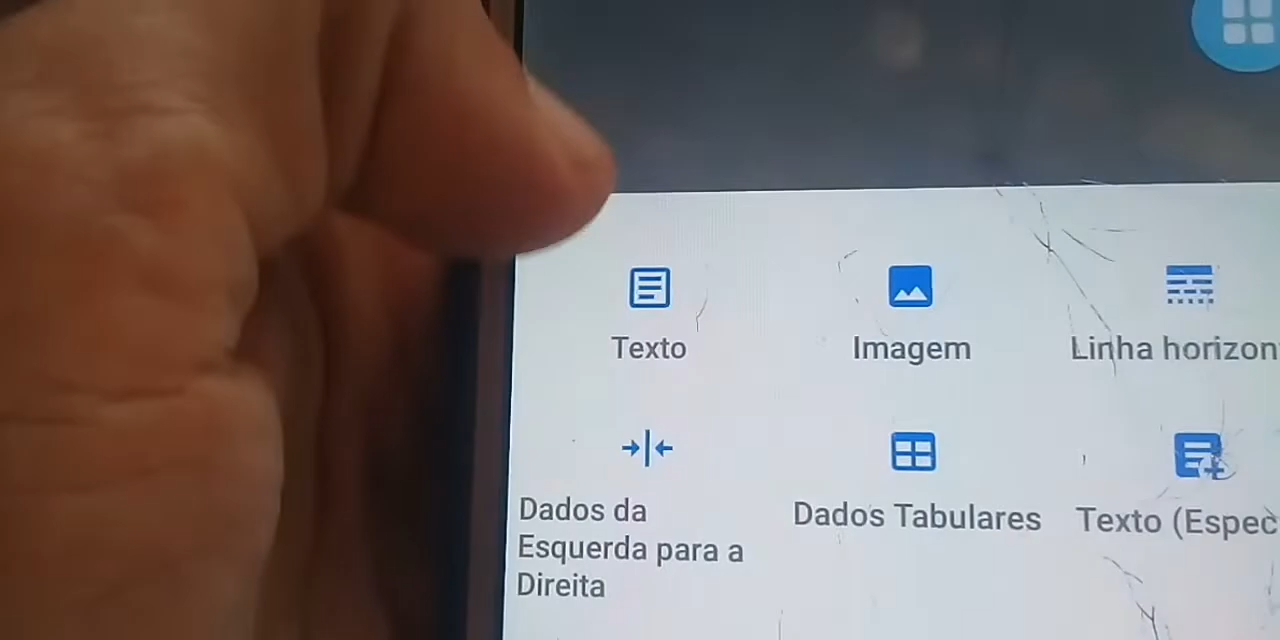 Texto
Imagem
Linha horizon
Dados da
Esquerda para a
Direita
Dados Tabulares
Texto (Espec